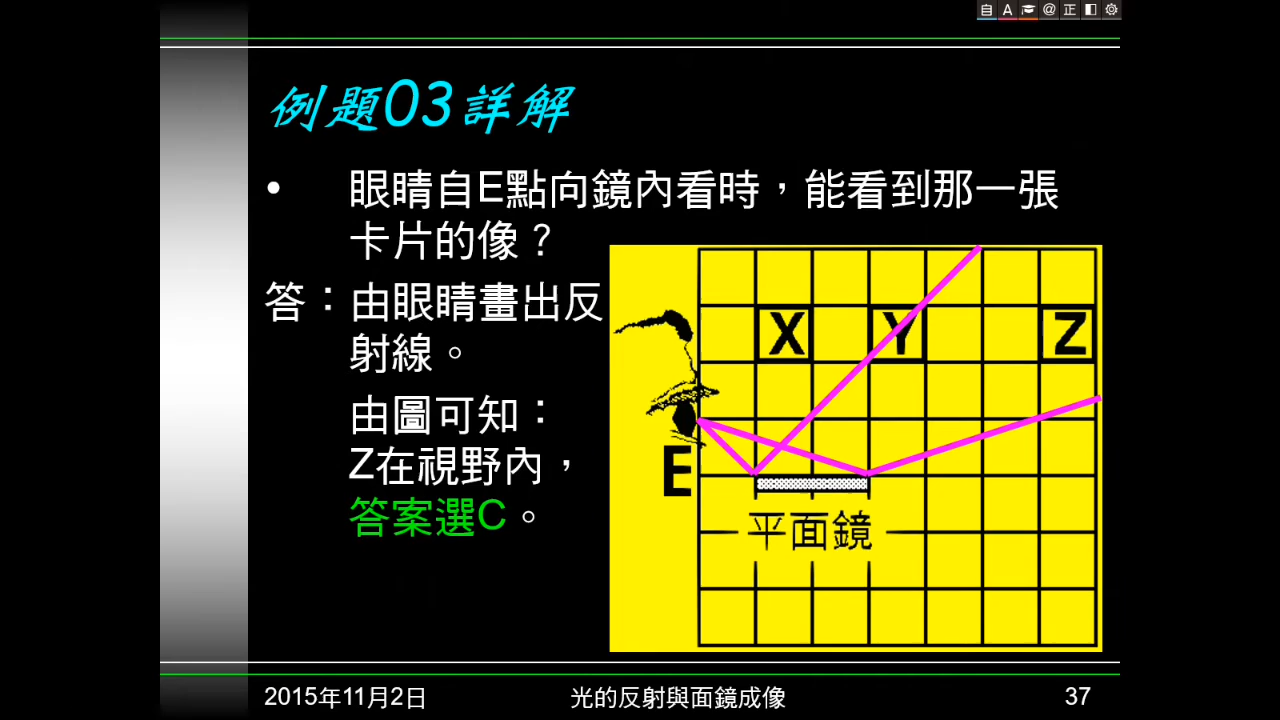 自 A @ 正
例題03詳解
• 眼睛自E點向鏡內看時，能看到那一張
卡片的像？
答：由眼睛畫出反
射線。
由圖可知：
Z在視野內，
答案選C。
X Y Z
E
平面鏡
2015年11月2日 光的反射與面鏡成像 37